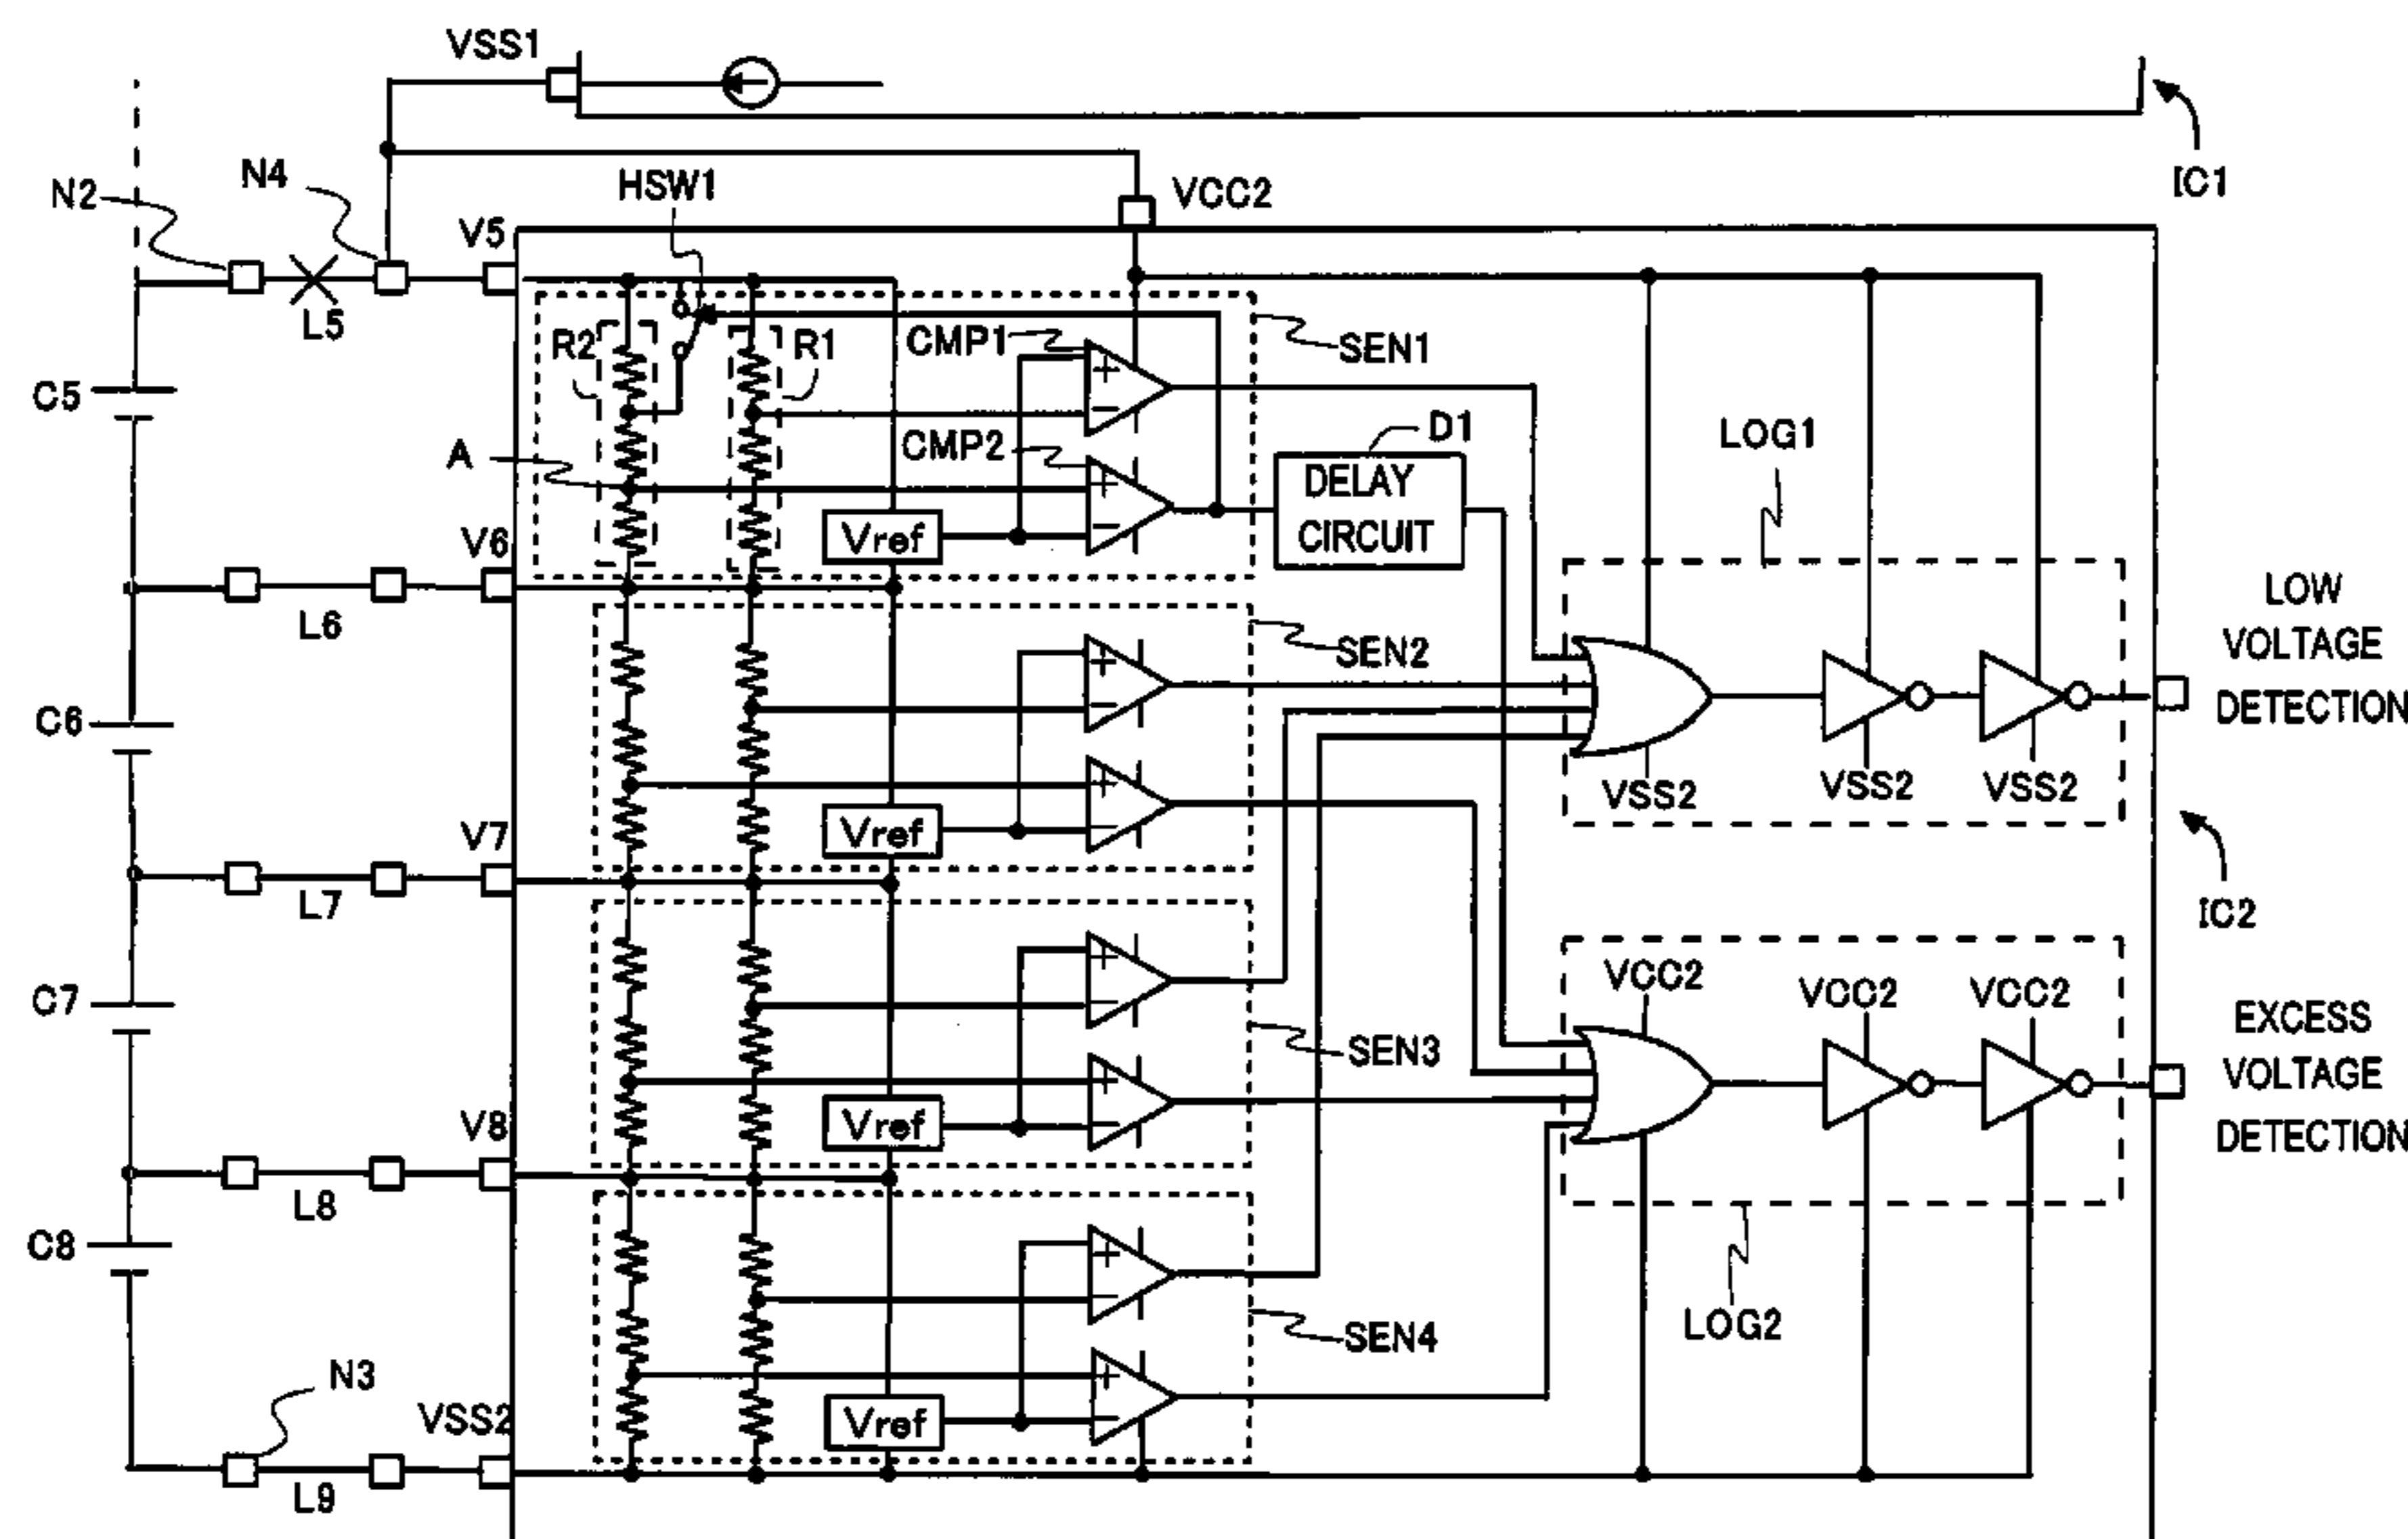 VSS1
IC1
N2
N4
HSW1
V5
VCC2
L5
R2
R1
CMP1
+
−
SEN1
C5
A
CMP2
+
−
D1
DELAY
CIRCUIT
LOG1
Vref
V6
L6
LOW
VOLTAGE
DETECTION
SEN2
+
−
C6
VSS2
VSS2
VSS2
Vref
+
−
V7
L7
IC2
C7
+
−
SEN3
VCC2
VCC2
VCC2
EXCESS
VOLTAGE
DETECTION
Vref
+
−
V8
L8
C8
+
−
SEN4
LOG2
N3
Vref
+
−
VSS2
L9